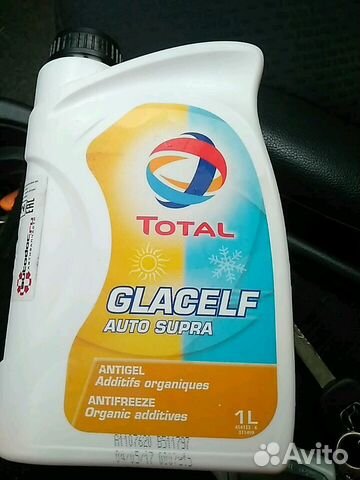 TOTAL
GLACELF
AUTO SUPRA
ANTIGEL
Additifs organiques
ANTIFREEZE
Organic additives
1L
Avito